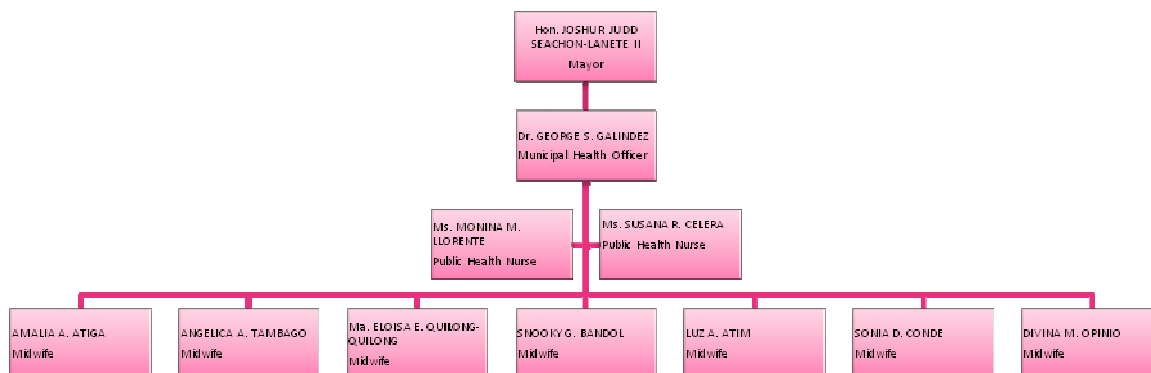 Hon. JOSHUR JUDD
SEACHON-LANETE II
Mayor
Dr. GEORGE S. GALINDEZ
Municipal Health Officer
Ms. MONINA M.
LLORENTE
Public Health Nurse
Ms. SUSANA R. CELERA
Public Health Nurse
AMALIA A. ATIGA
Midwife
ANGELICA A. TAMBAGO
Midwife
Ma. ELOISA E. QUILONG-
QUILONG
Midwife
SNOOKY G. BANDOL
Midwife
LUZ A. ATIM
Midwife
SONIA D. CONDE
Midwife
DIVINA M. OPINIO
Midwife